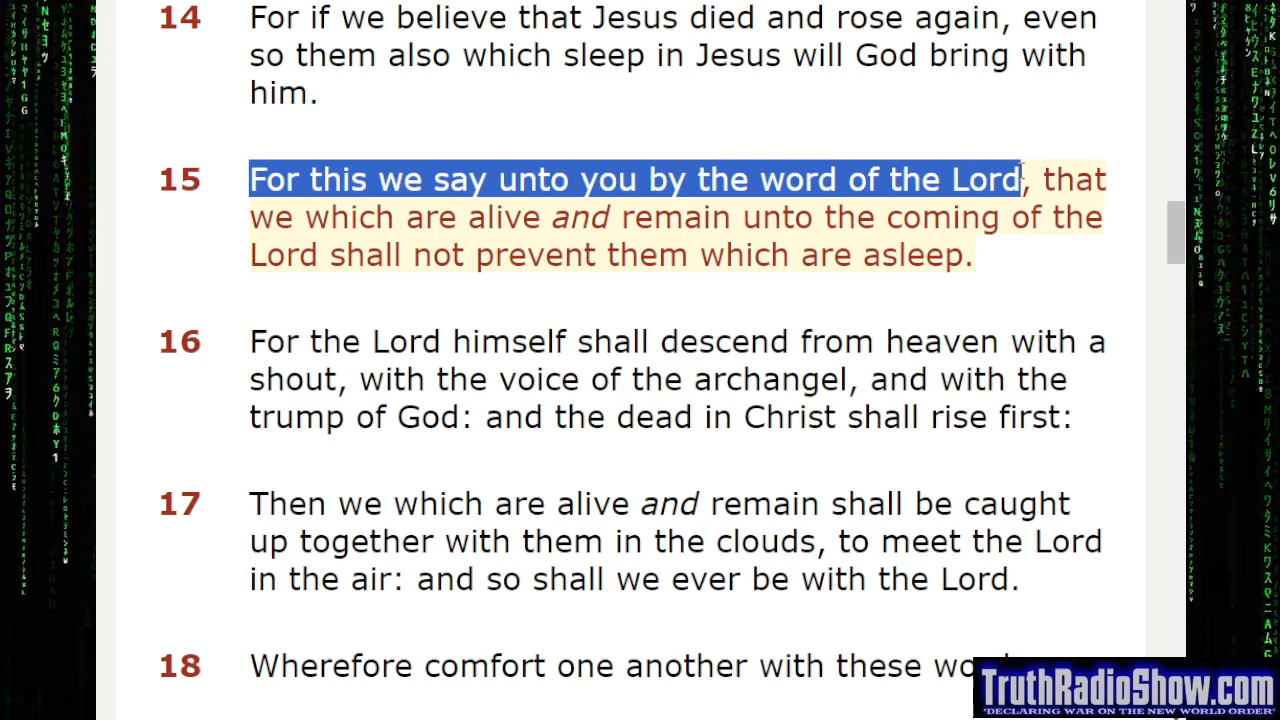 14 For if we believe that Jesus died and rose again, even
so them also which sleep in Jesus will God bring with
him.
15 For this we say unto you by the word of the Lord, that
we which are alive and remain unto the coming of the
Lord shall not prevent them which are asleep.
16 For the Lord himself shall descend from heaven with a
shout, with the voice of the archangel, and with the
trump of God: and the dead in Christ shall rise first:
17 Then we which are alive and remain shall be caught
up together with them in the clouds, to meet the Lord
in the air: and so shall we ever be with the Lord.
18 Wherefore comfort one another with these
TruthRadioShow.com
"DECLARING WAR ON THE NEW WORLD ORDER"